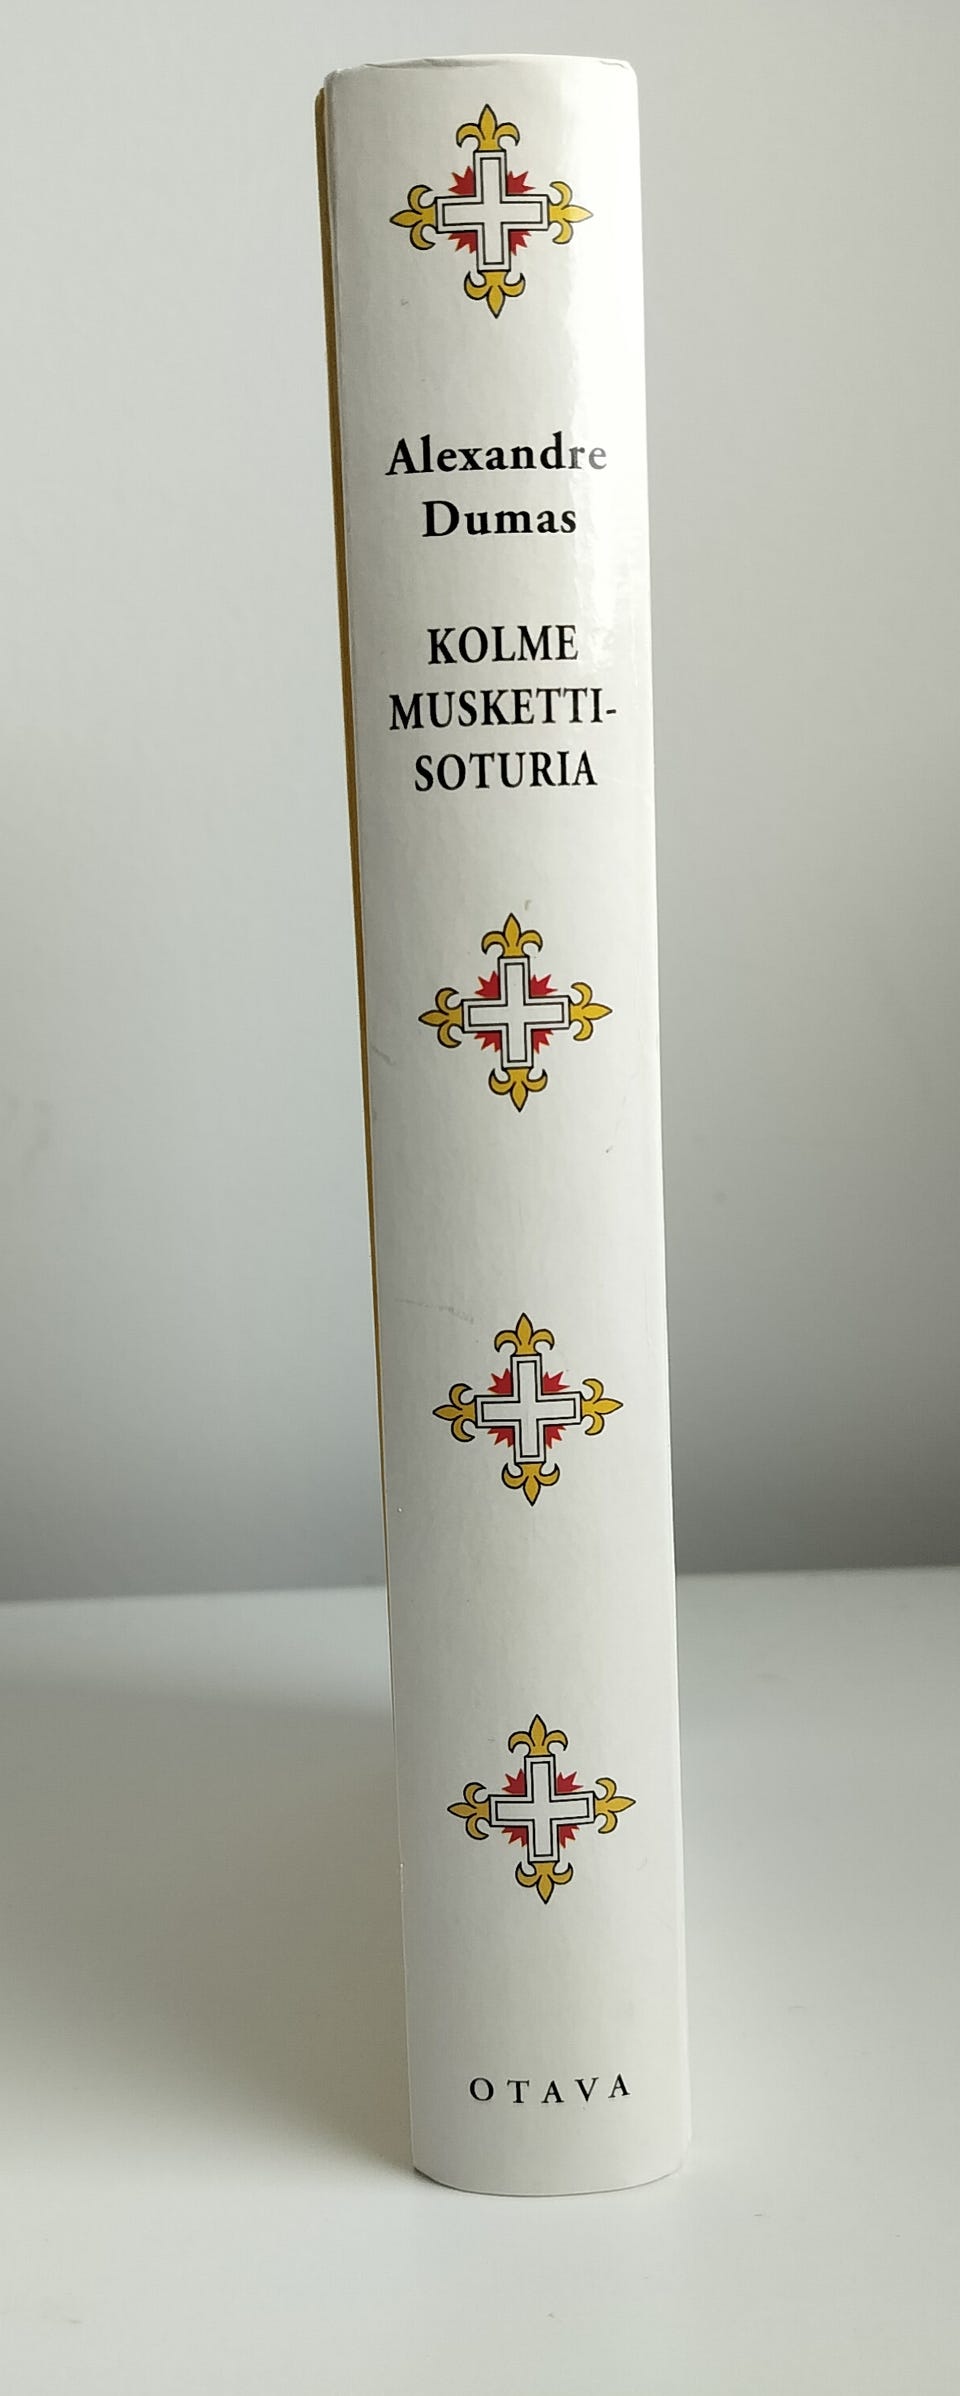 Alexandre
Dumas
KOLME
MUSKETTI-
SOTURIA
OTAVA